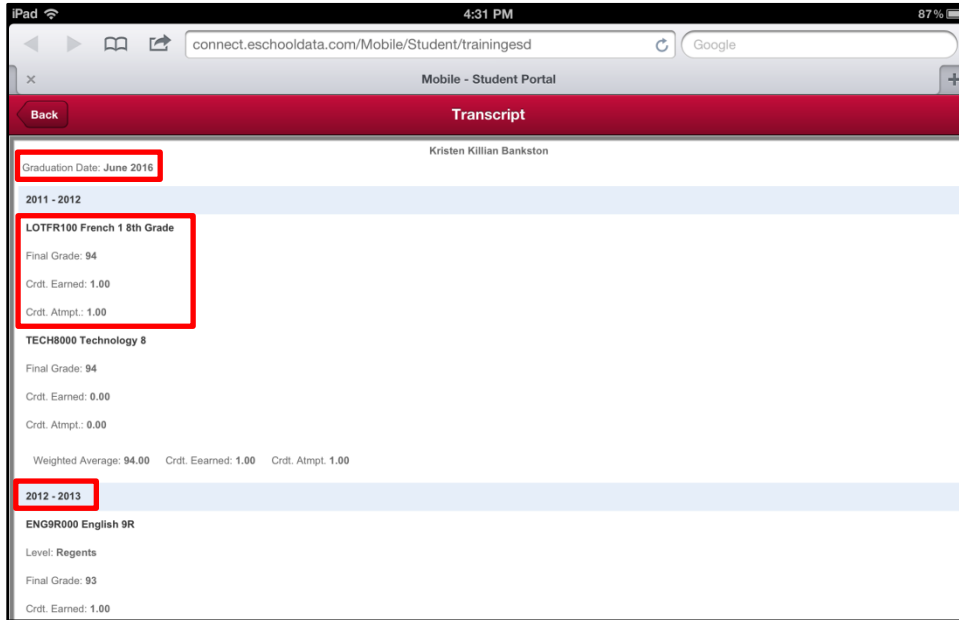 iPad 4:31 PM 87%
connect.eschooldata.com/Mobile/Student/trainingesd Google
Mobile - Student Portal
Back Transcript
Kristen Killian Bankston
Graduation Date: June 2016
2011 - 2012
LOTFR100 French 1 8th Grade
Final Grade: 94
Crdt. Earned: 1.00
Crdt. Atmpt.: 1.00
TECH8000 Technology 8
Final Grade: 94
Crdt. Earned: 0.00
Crdt. Atmpt.: 0.00
Weighted Average: 94.00 Crdt. Eearned: 1.00 Crdt. Atmpt. 1.00
2012 - 2013
ENG9R000 English 9R
Level: Regents
Final Grade: 93
Crdt. Earned: 1.00